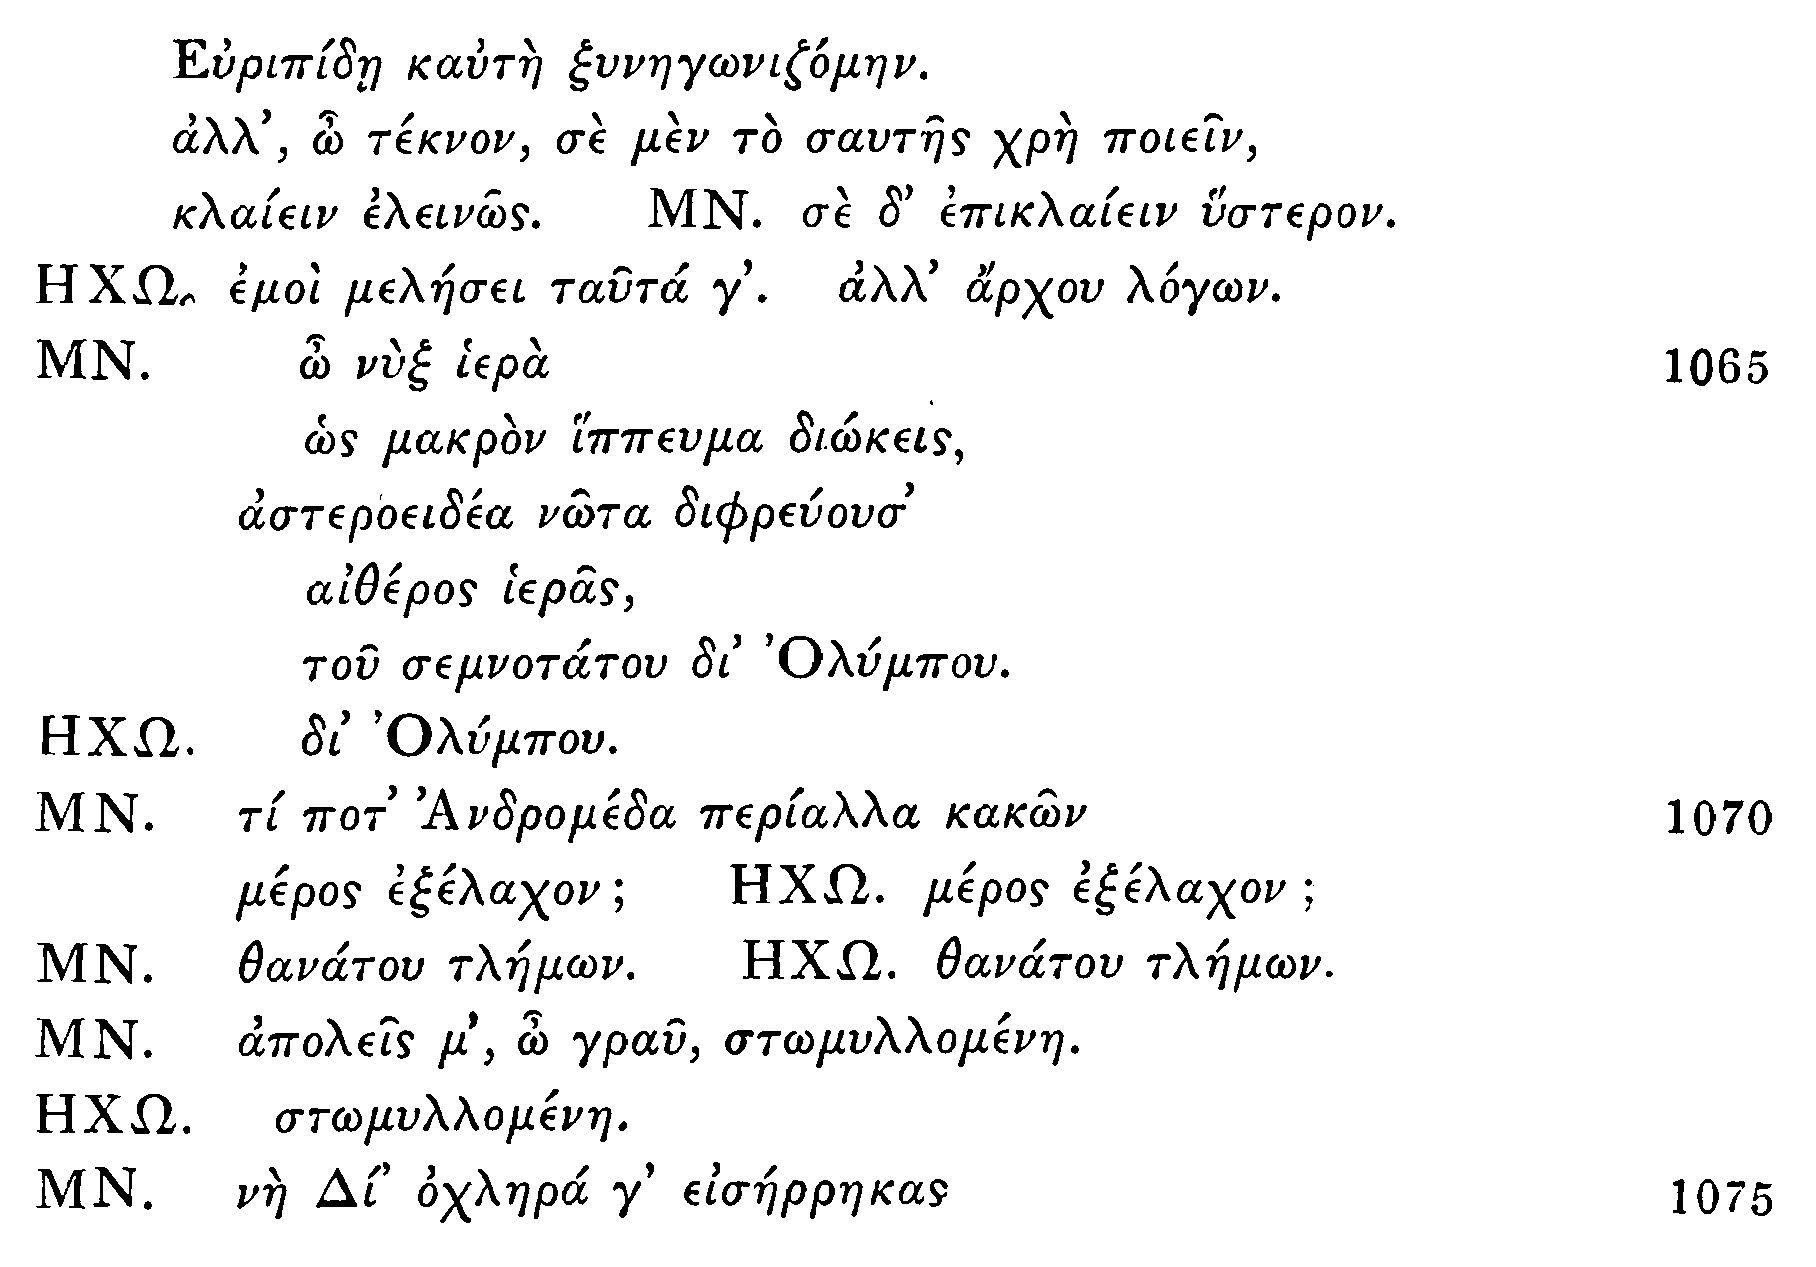 Εὐριπίδῃ καὐτὴ ξυνηγωνιζόμην.
ἀλλ’, ὦ τέκνον, σὲ μὲν τὸ σαυτῆς χρὴ ποιεῖν,
κλαίειν ἐλεινῶς. ΜΝ. σὲ δ’ ἐπικλαίειν ὕστερον.
ΗΧΩ. ἐμοὶ μελήσει ταῦτά γ’. ἀλλ’ ἄρχου λόγων.
ΜΝ. ὦ νὺξ ἱερὰ 1065
ὡς μακρὸν ἵππευμα διώκεις,
ἀστεροειδέα νῶτα διφρεύουσ’
αἰθέρος ἱερᾶς,
τοῦ σεμνοτάτου δι’ Ὀλύμπου.
ΗΧΩ. δι’ Ὀλύμπου.
ΜΝ. τί ποτ’ Ἀνδρομέδα περίαλλα κακῶν 1070
μέρος ἐξέλαχον; ΗΧΩ. μέρος ἐξέλαχον;
ΜΝ. θανάτου τλήμων. ΗΧΩ. θανάτου τλήμων.
ΜΝ. ἀπολεῖς μ’, ὦ γραῦ, στωμυλλομένη.
ΗΧΩ. στωμυλλομένη.
ΜΝ. νὴ Δί’ ὀχληρά γ’ εἰσήρρηκας 1075